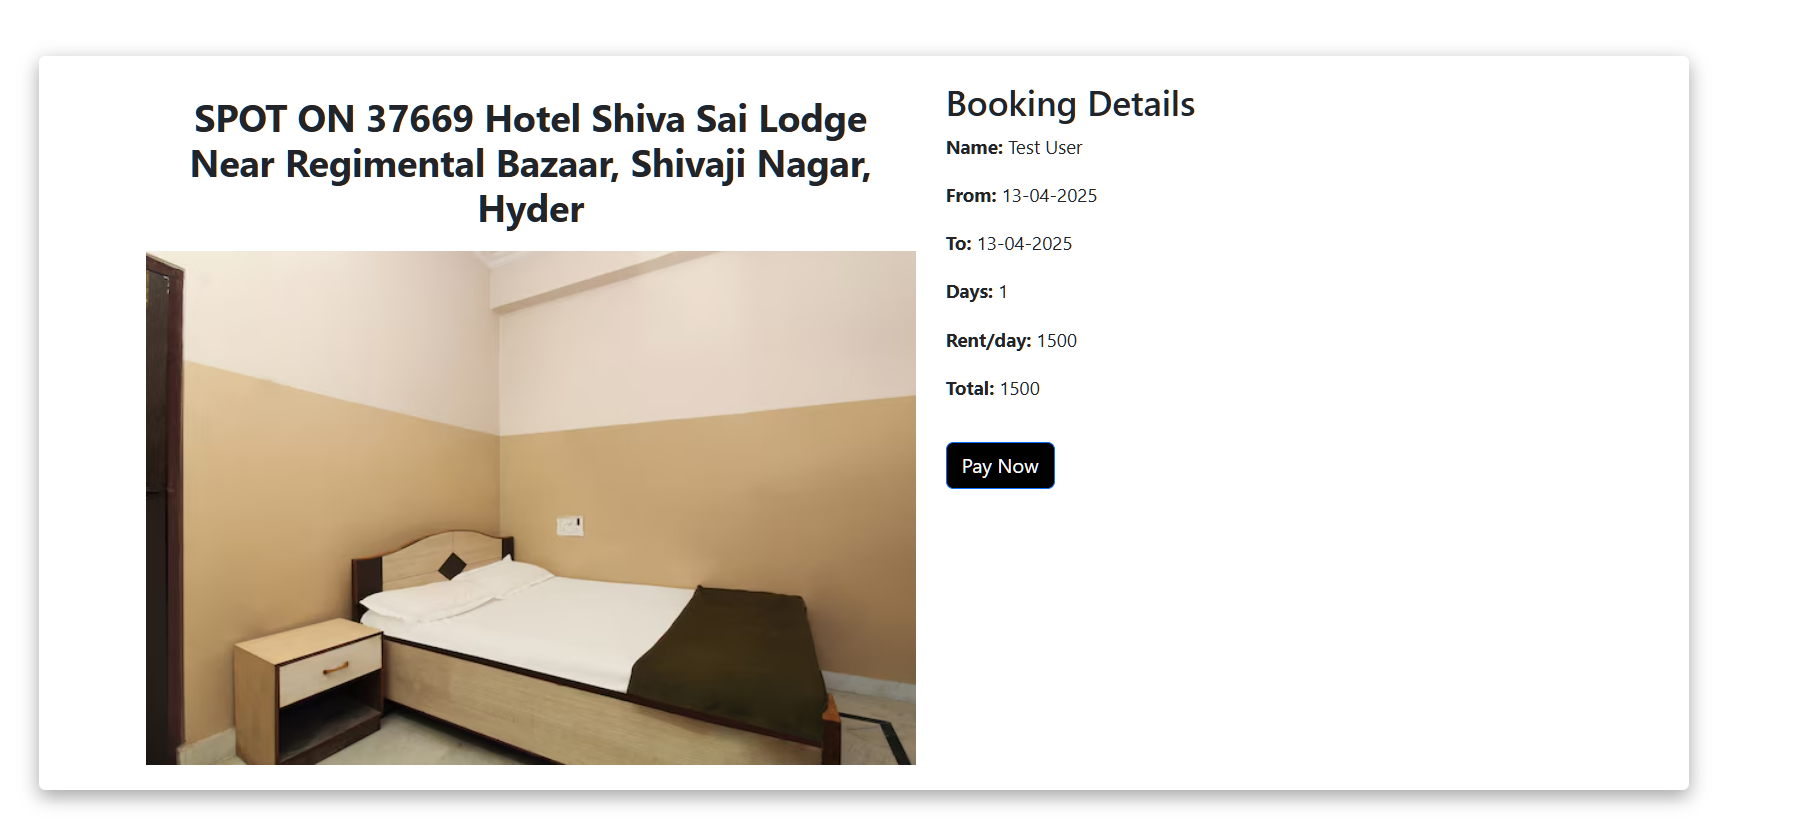 SPOT ON 37669 Hotel Shiva Sai Lodge
Near Regimental Bazaar, Shivaji Nagar,
Hyder
Booking Details
Name: Test User
From: 13-04-2025
To: 13-04-2025
Days: 1
Rent/day: 1500
Total: 1500
Pay Now